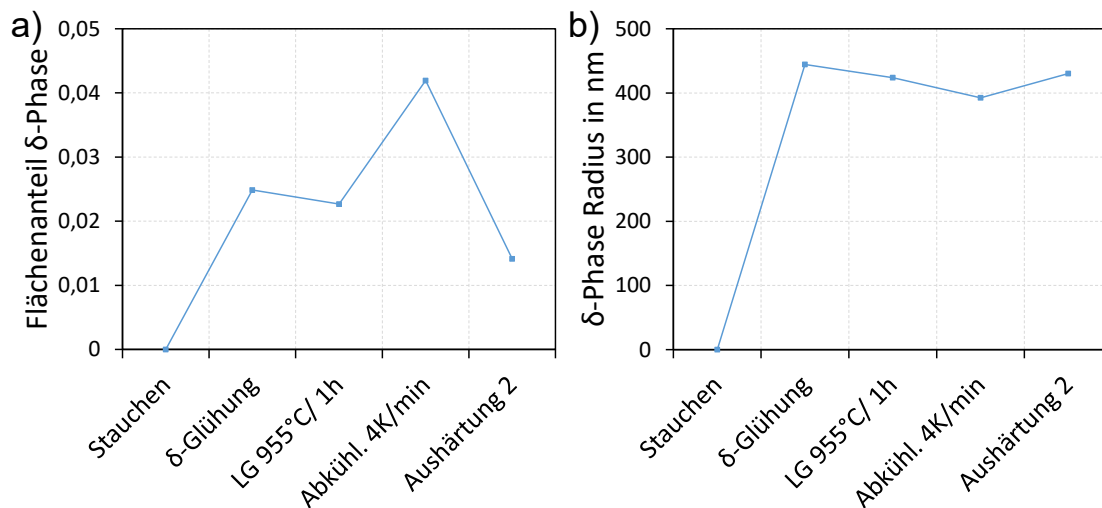 a)
Flächenanteil δ-Phase
0,05
0,04
0,03
0,02
0,01
0
Stauchen
δ-Glühung
LG 955°C/ 1h
Abkühl. 4K/min
Aushärtung 2
b)
δ-Phase Radius in nm
500
400
300
200
100
0
Stauchen
δ-Glühung
LG 955°C/ 1h
Abkühl. 4K/min
Aushärtung 2